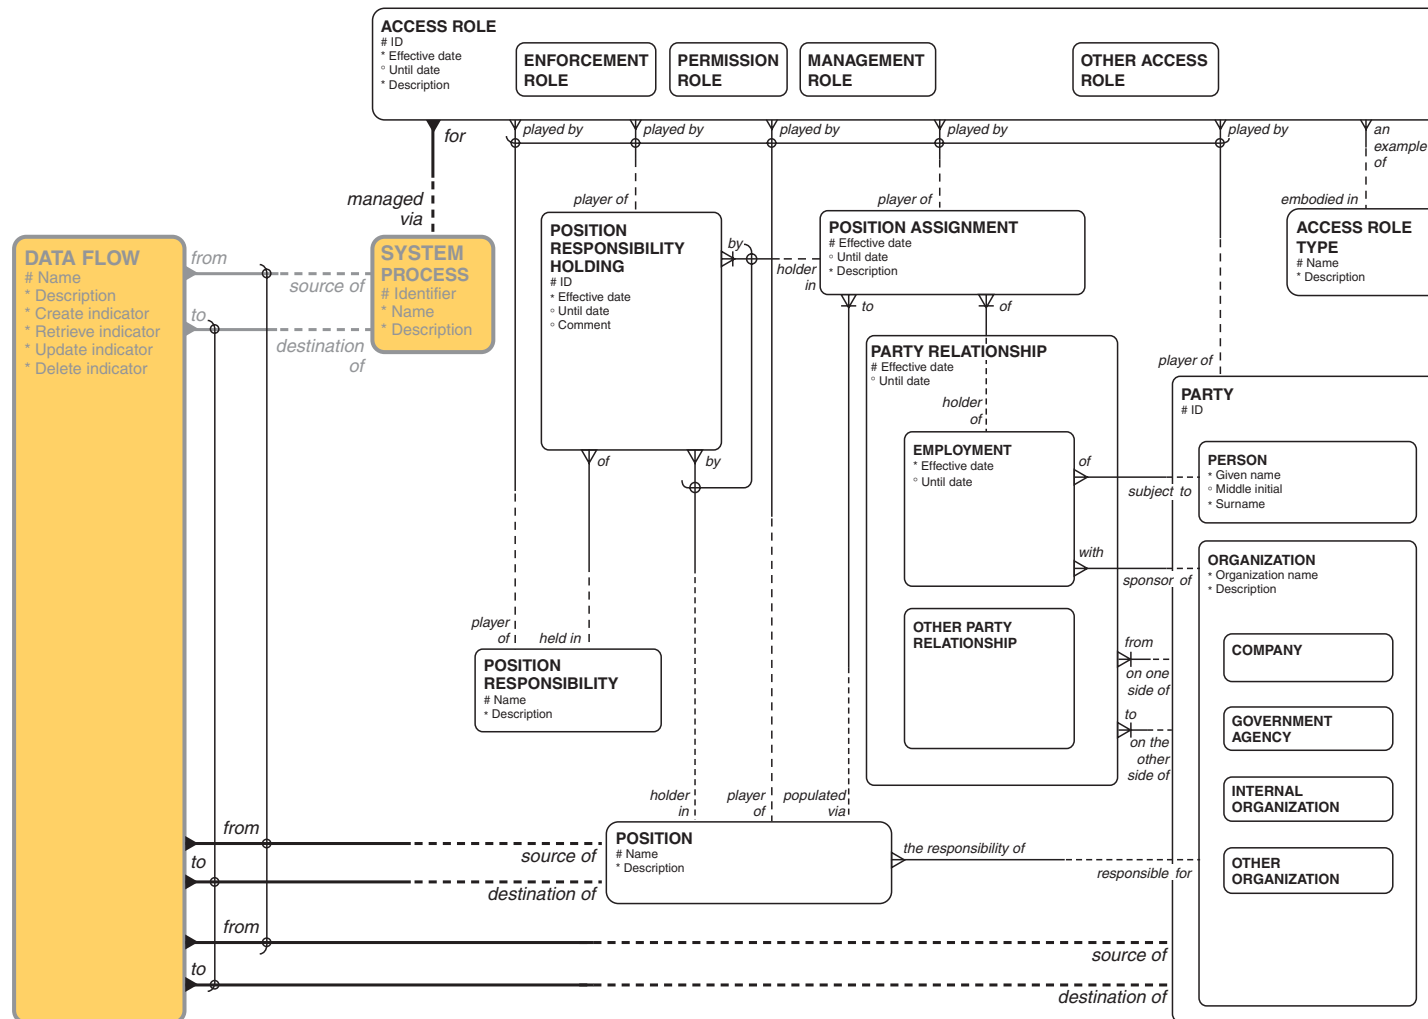 ACCESS ROLE
# ID
* Effective date
° Until date
* Description
ENFORCEMENT
ROLE
PERMISSION
ROLE
MANAGEMENT
ROLE
OTHER ACCESS
ROLE
for
played by
played by
played by
played by
played by
an
example
of
managed
via
player of
player of
embodied in
DATA FLOW
# Name
* Description
* Create indicator
* Retrieve indicator
* Update indicator
* Delete indicator
from
source of
to
destination
of
SYSTEM
PROCESS
# Identifier
* Name
* Description
POSITION
RESPONSIBILITY
HOLDING
# ID
* Effective date
° Until date
° Comment
by
holder
in
POSITION ASSIGNMENT
# Effective date
° Until date
* Description
ACCESS ROLE
TYPE
# Name
* Description
to
of
PARTY RELATIONSHIP
# Effective date
° Until date
holder
of
player of
PARTY
# ID
EMPLOYMENT
* Effective date
° Until date
of
subject to
PERSON
* Given name
° Middle initial
* Surname
of
by
with
sponsor of
ORGANIZATION
* Organization name
* Description
player
of
held in
POSITION
RESPONSIBILITY
# Name
* Description
OTHER PARTY
RELATIONSHIP
from
on one
side of
to
on the
other
side of
COMPANY
GOVERNMENT
AGENCY
INTERNAL
ORGANIZATION
OTHER
ORGANIZATION
holder
in
player
of
populated
via
from
source of
to
destination of
POSITION
# Name
* Description
the responsibility of
responsible for
from
source of
to
destination of